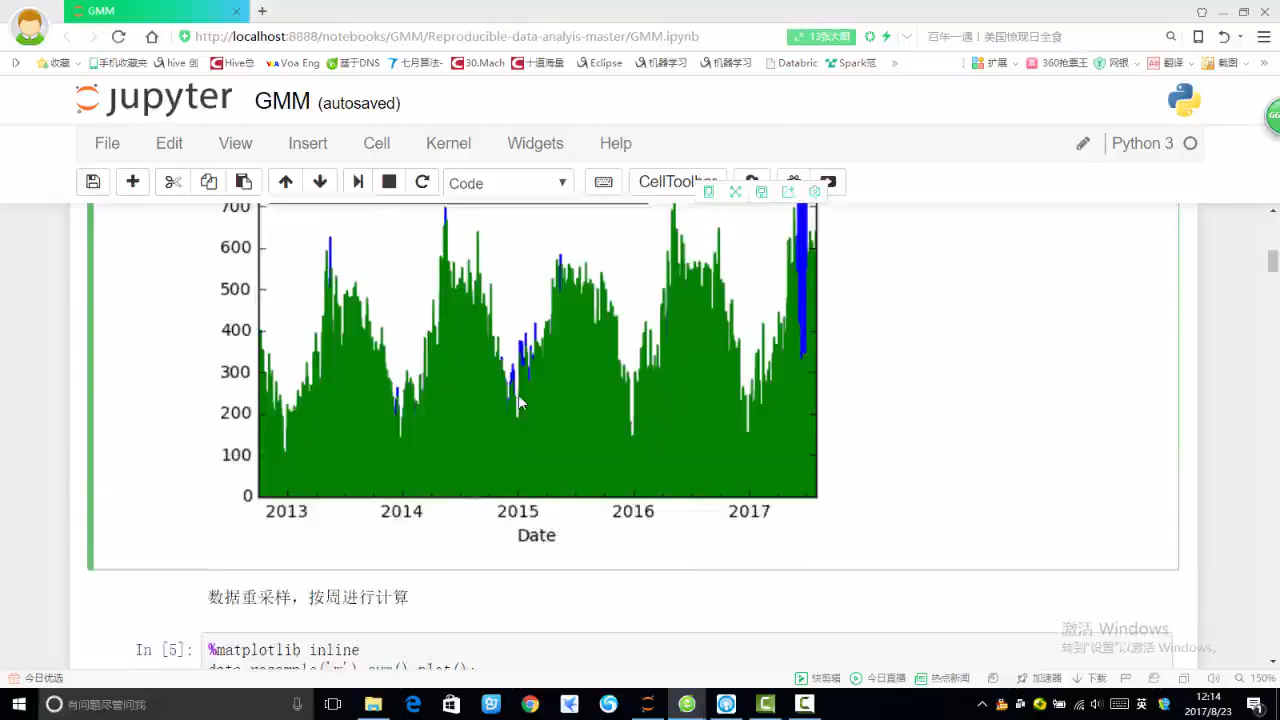 GMM
http://localhost:8888/notebooks/GMM/Reproducible-data-analyis-master/GMM.ipynb
13张大图
百年一遇！美国惊现日全食
收藏 手机收藏夹 hive 创 Hive总 Voa Eng 基于DNS 七月算法- 30.Mach 十道海量 Eclipse 机器学习 机器学习 Databric Spark范 » 扩展 360抢票王 网银 翻译 截图 »
jupyter GMM (autosaved)
File Edit View Insert Cell Kernel Widgets Help Python 3
Code CellToolbar
700
600
500
400
300
200
100
0
2013 2014 2015 2016 2017
Date
数据重采样，按周进行计算
In [5]: %matplotlib inline
激活 Windows
转到"设置"以激活 Windows。
今日优选 快剪辑 今日直播 热点新闻 加速器 下载 150%
有问题尽管问我
英
12:14
2017/8/23